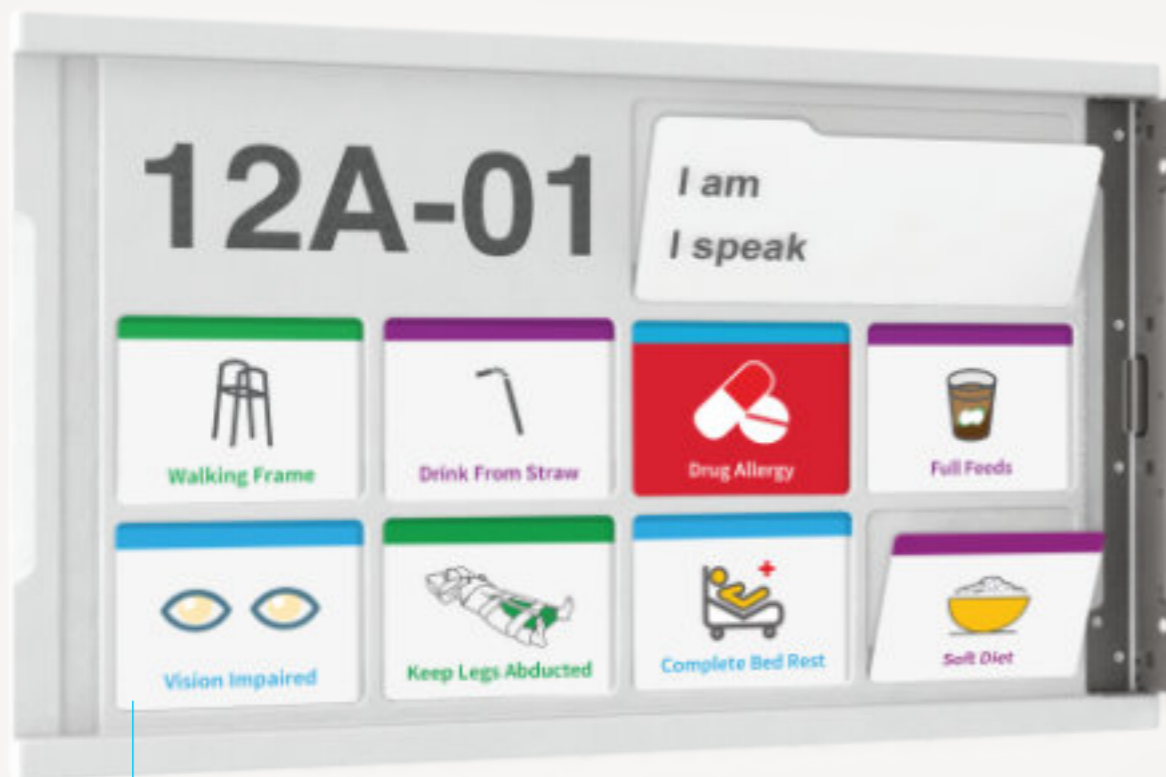 12A-01
I am
I speak
Walking Frame
Drink From Straw
Drug Allergy
Full Feeds
Vision Impaired
Keep Legs Abducted
Complete Bed Rest
Soft Diet